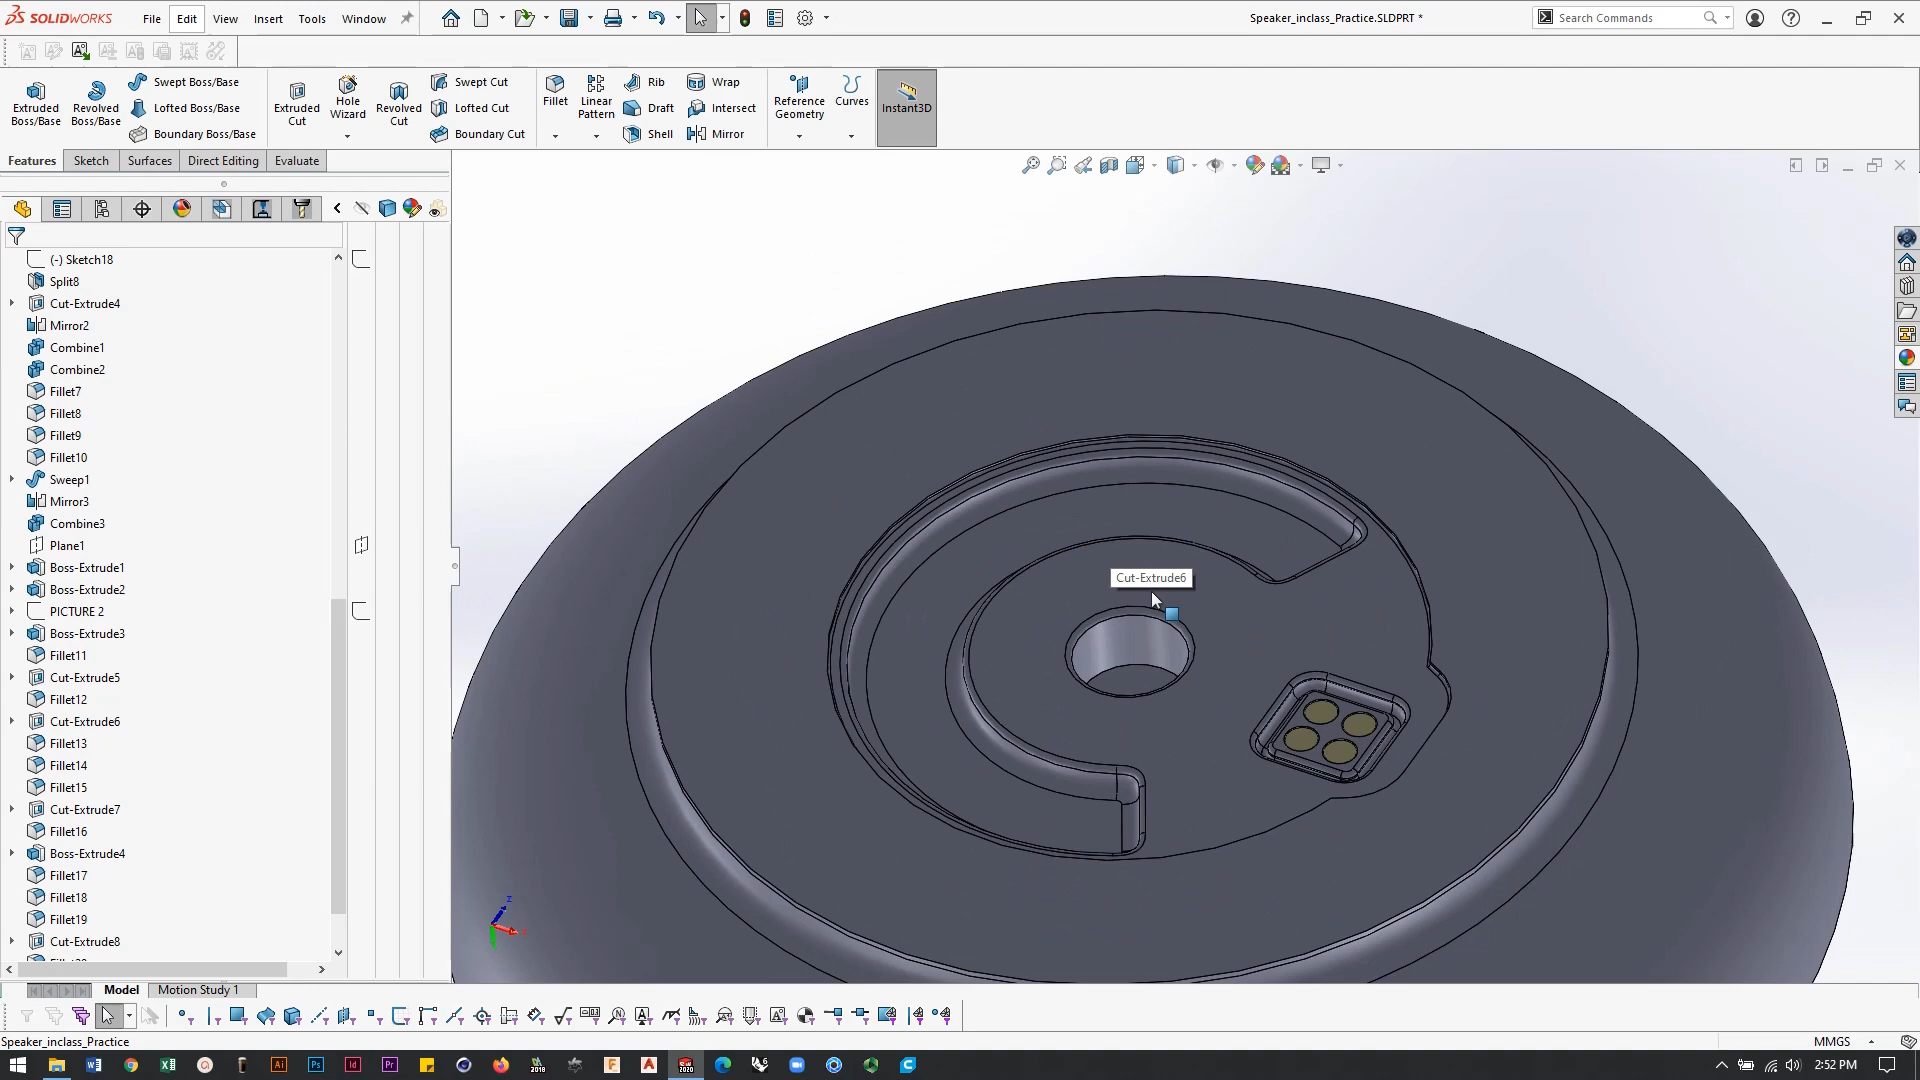 SOLIDWORKS File Edit View Insert Tools Window Speaker_inclass_Practice.SLDPRT * Search Commands
Extruded Boss/Base
Revolved Boss/Base
Swept Boss/Base
Lofted Boss/Base
Boundary Boss/Base
Extruded Cut
Hole Wizard
Revolved Cut
Swept Cut
Lofted Cut
Boundary Cut
Fillet
Linear Pattern
Rib
Draft
Shell
Wrap
Intersect
Mirror
Reference Geometry
Curves
Instant3D
Features Sketch Surfaces Direct Editing Evaluate
(-) Sketch18
Split8
Cut-Extrude4
Mirror2
Combine1
Combine2
Fillet7
Fillet8
Fillet9
Fillet10
Sweep1
Mirror3
Combine3
Plane1
Boss-Extrude1
Boss-Extrude2
PICTURE 2
Boss-Extrude3
Fillet11
Cut-Extrude5
Fillet12
Cut-Extrude6
Fillet13
Fillet14
Fillet15
Cut-Extrude7
Fillet16
Boss-Extrude4
Fillet17
Fillet18
Fillet19
Cut-Extrude8
Cut-Extrude6
Model Motion Study 1
Speaker_inclass_Practice MMGS
2:52 PM